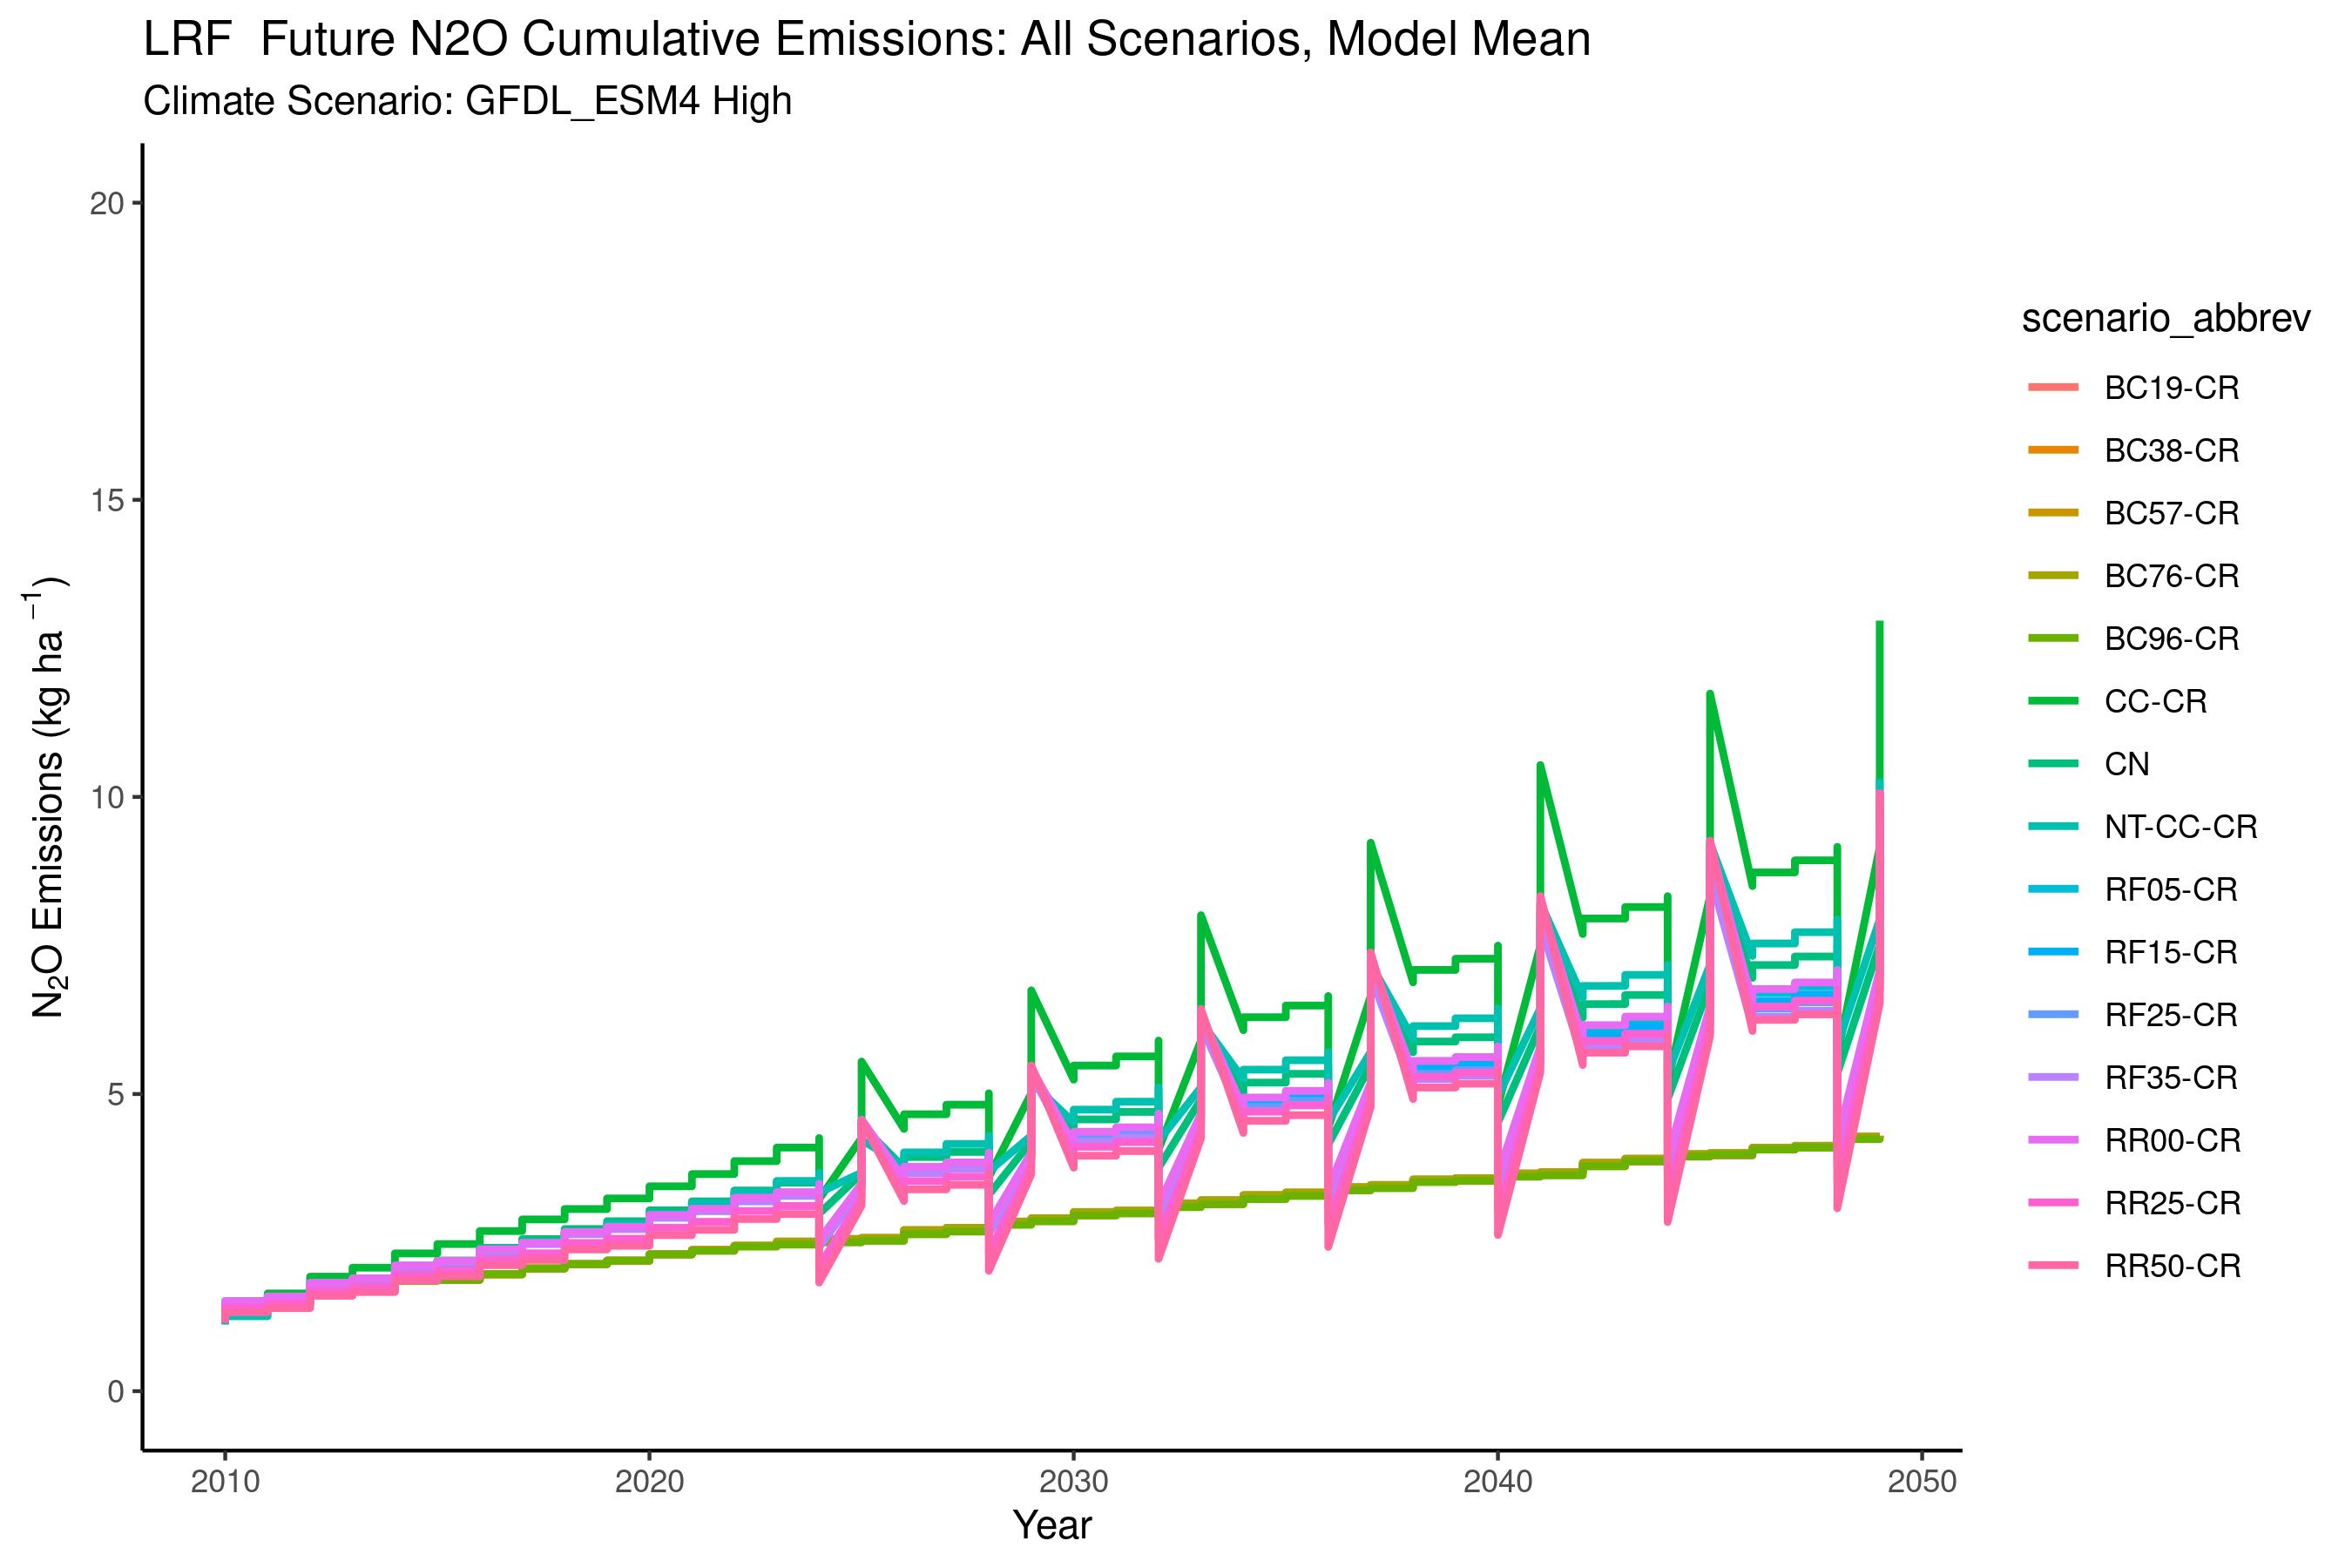 LRF  Future N2O Cumulative Emissions: All Scenarios, Model Mean
Climate Scenario: GFDL_ESM4 High
20
15
10
5
0
N₂O Emissions (kg ha ⁻¹)
2010
2020
2030
2040
2050
Year
scenario_abbrev
BC19-CR
BC38-CR
BC57-CR
BC76-CR
BC96-CR
CC-CR
CN
NT-CC-CR
RF05-CR
RF15-CR
RF25-CR
RF35-CR
RR00-CR
RR25-CR
RR50-CR